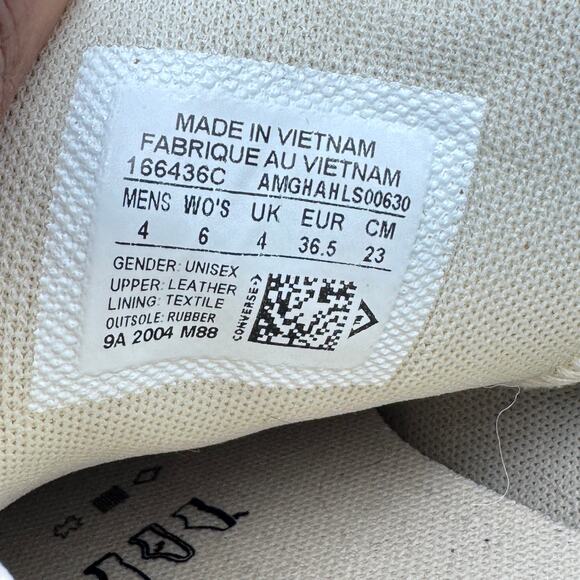 MADE IN VIETNAM
FABRIQUE AU VIETNAM
166436C AMGHAHLS00630
MENS WO'S UK EUR CM
4 6 4 36.5 23
GENDER: UNISEX
UPPER: LEATHER
LINING: TEXTILE
OUTSOLE: RUBBER
9A 2004 M88
CONVERSE